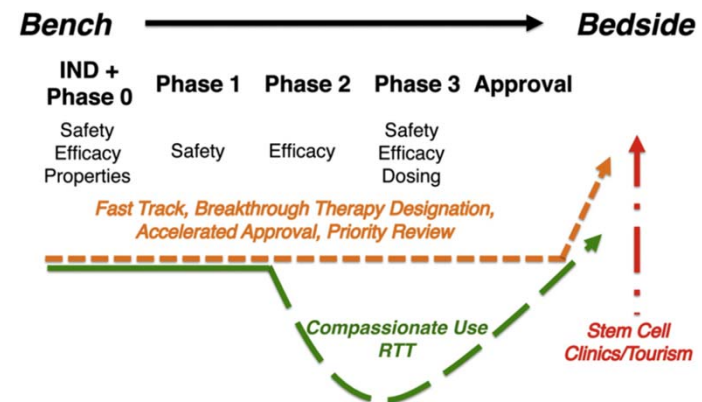 Bench
Bedside
IND +
Phase 0
Phase 1
Phase 2
Phase 3
Approval
Safety
Efficacy
Properties
Safety
Efficacy
Safety
Efficacy
Dosing
Fast Track, Breakthrough Therapy Designation,
Accelerated Approval, Priority Review
Compassionate Use
RTT
Stem Cell
Clinics/Tourism